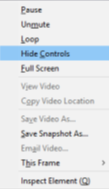 Pause
Unmute
Loop
Hide Controls
Full Screen
View Video
Copy Video Location
Save Video As...
Save Snapshot As...
Email Video...
This Frame
Inspect Element (Q)